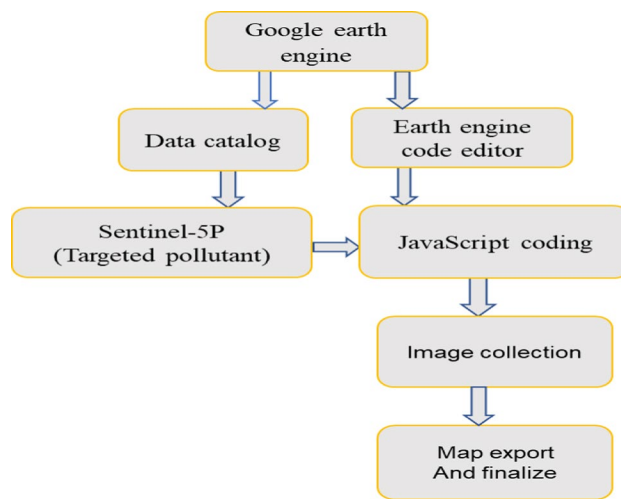 Google earth
engine
Data catalog
Earth engine
code editor
Sentinel-5P
(Targeted pollutant)
JavaScript coding
Image collection
Map export
And finalize